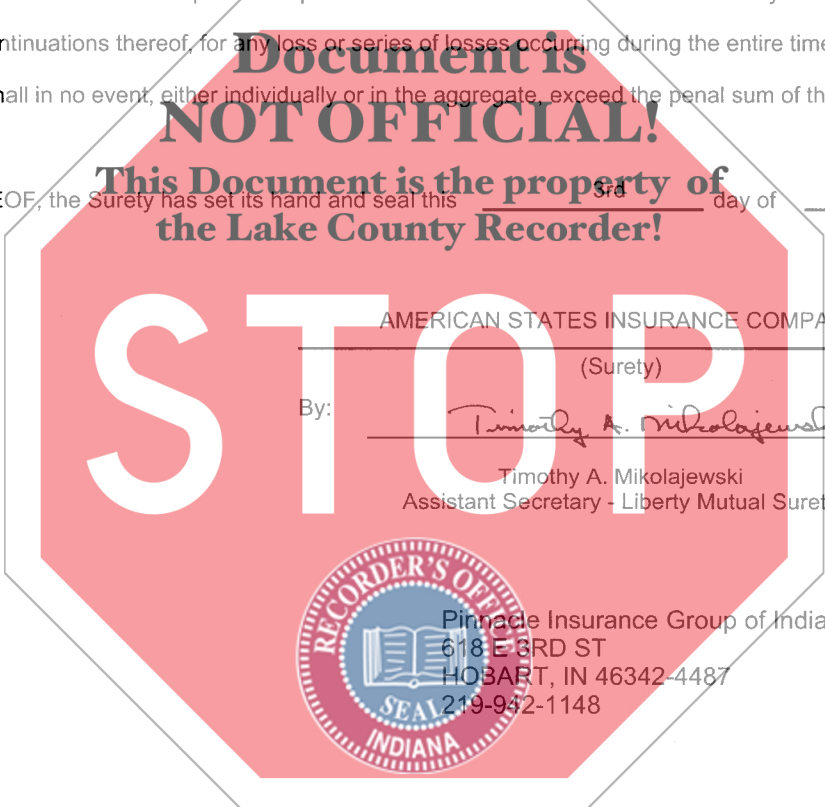 ntinuations thereof, for any loss or series of losses occurring during the entire time
all in no event, either individually or in the aggregate, exceed the penal sum of th
Document is
NOT OFFICIAL!
This Document is the property of
the Lake County Recorder!
EOF, the Surety has set its hand and seal this 3rd day of
STOP
AMERICAN STATES INSURANCE COMPA
(Surety)
By: Timothy A. Mikolajewski
Timothy A. Mikolajewski
Assistant Secretary - Liberty Mutual Suret
RECORDER'S OFFICE
SEAL
INDIANA
Pinnacle Insurance Group of India
618 E 3RD ST
HOBART, IN 46342-4487
219-942-1148